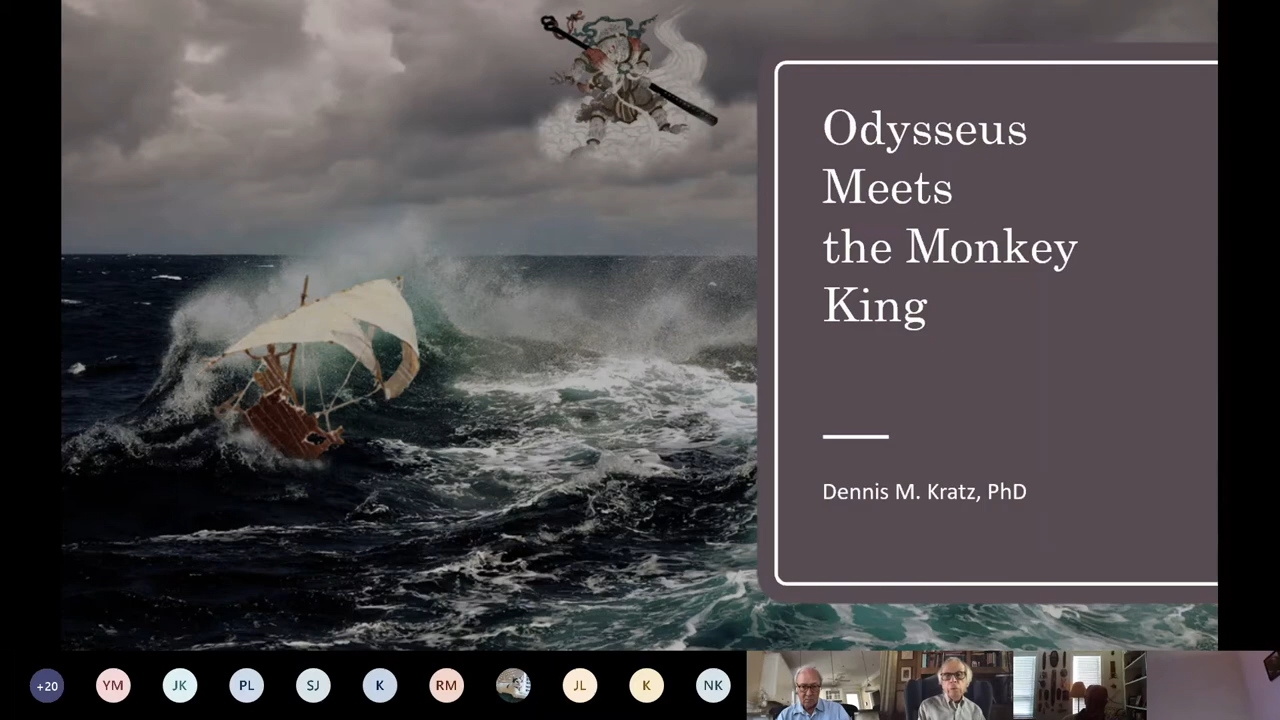 Odysseus
Meets
the Monkey
King
Dennis M. Kratz, PhD
+20
YM
JK
PL
SJ
K
RM
JL
K
NK